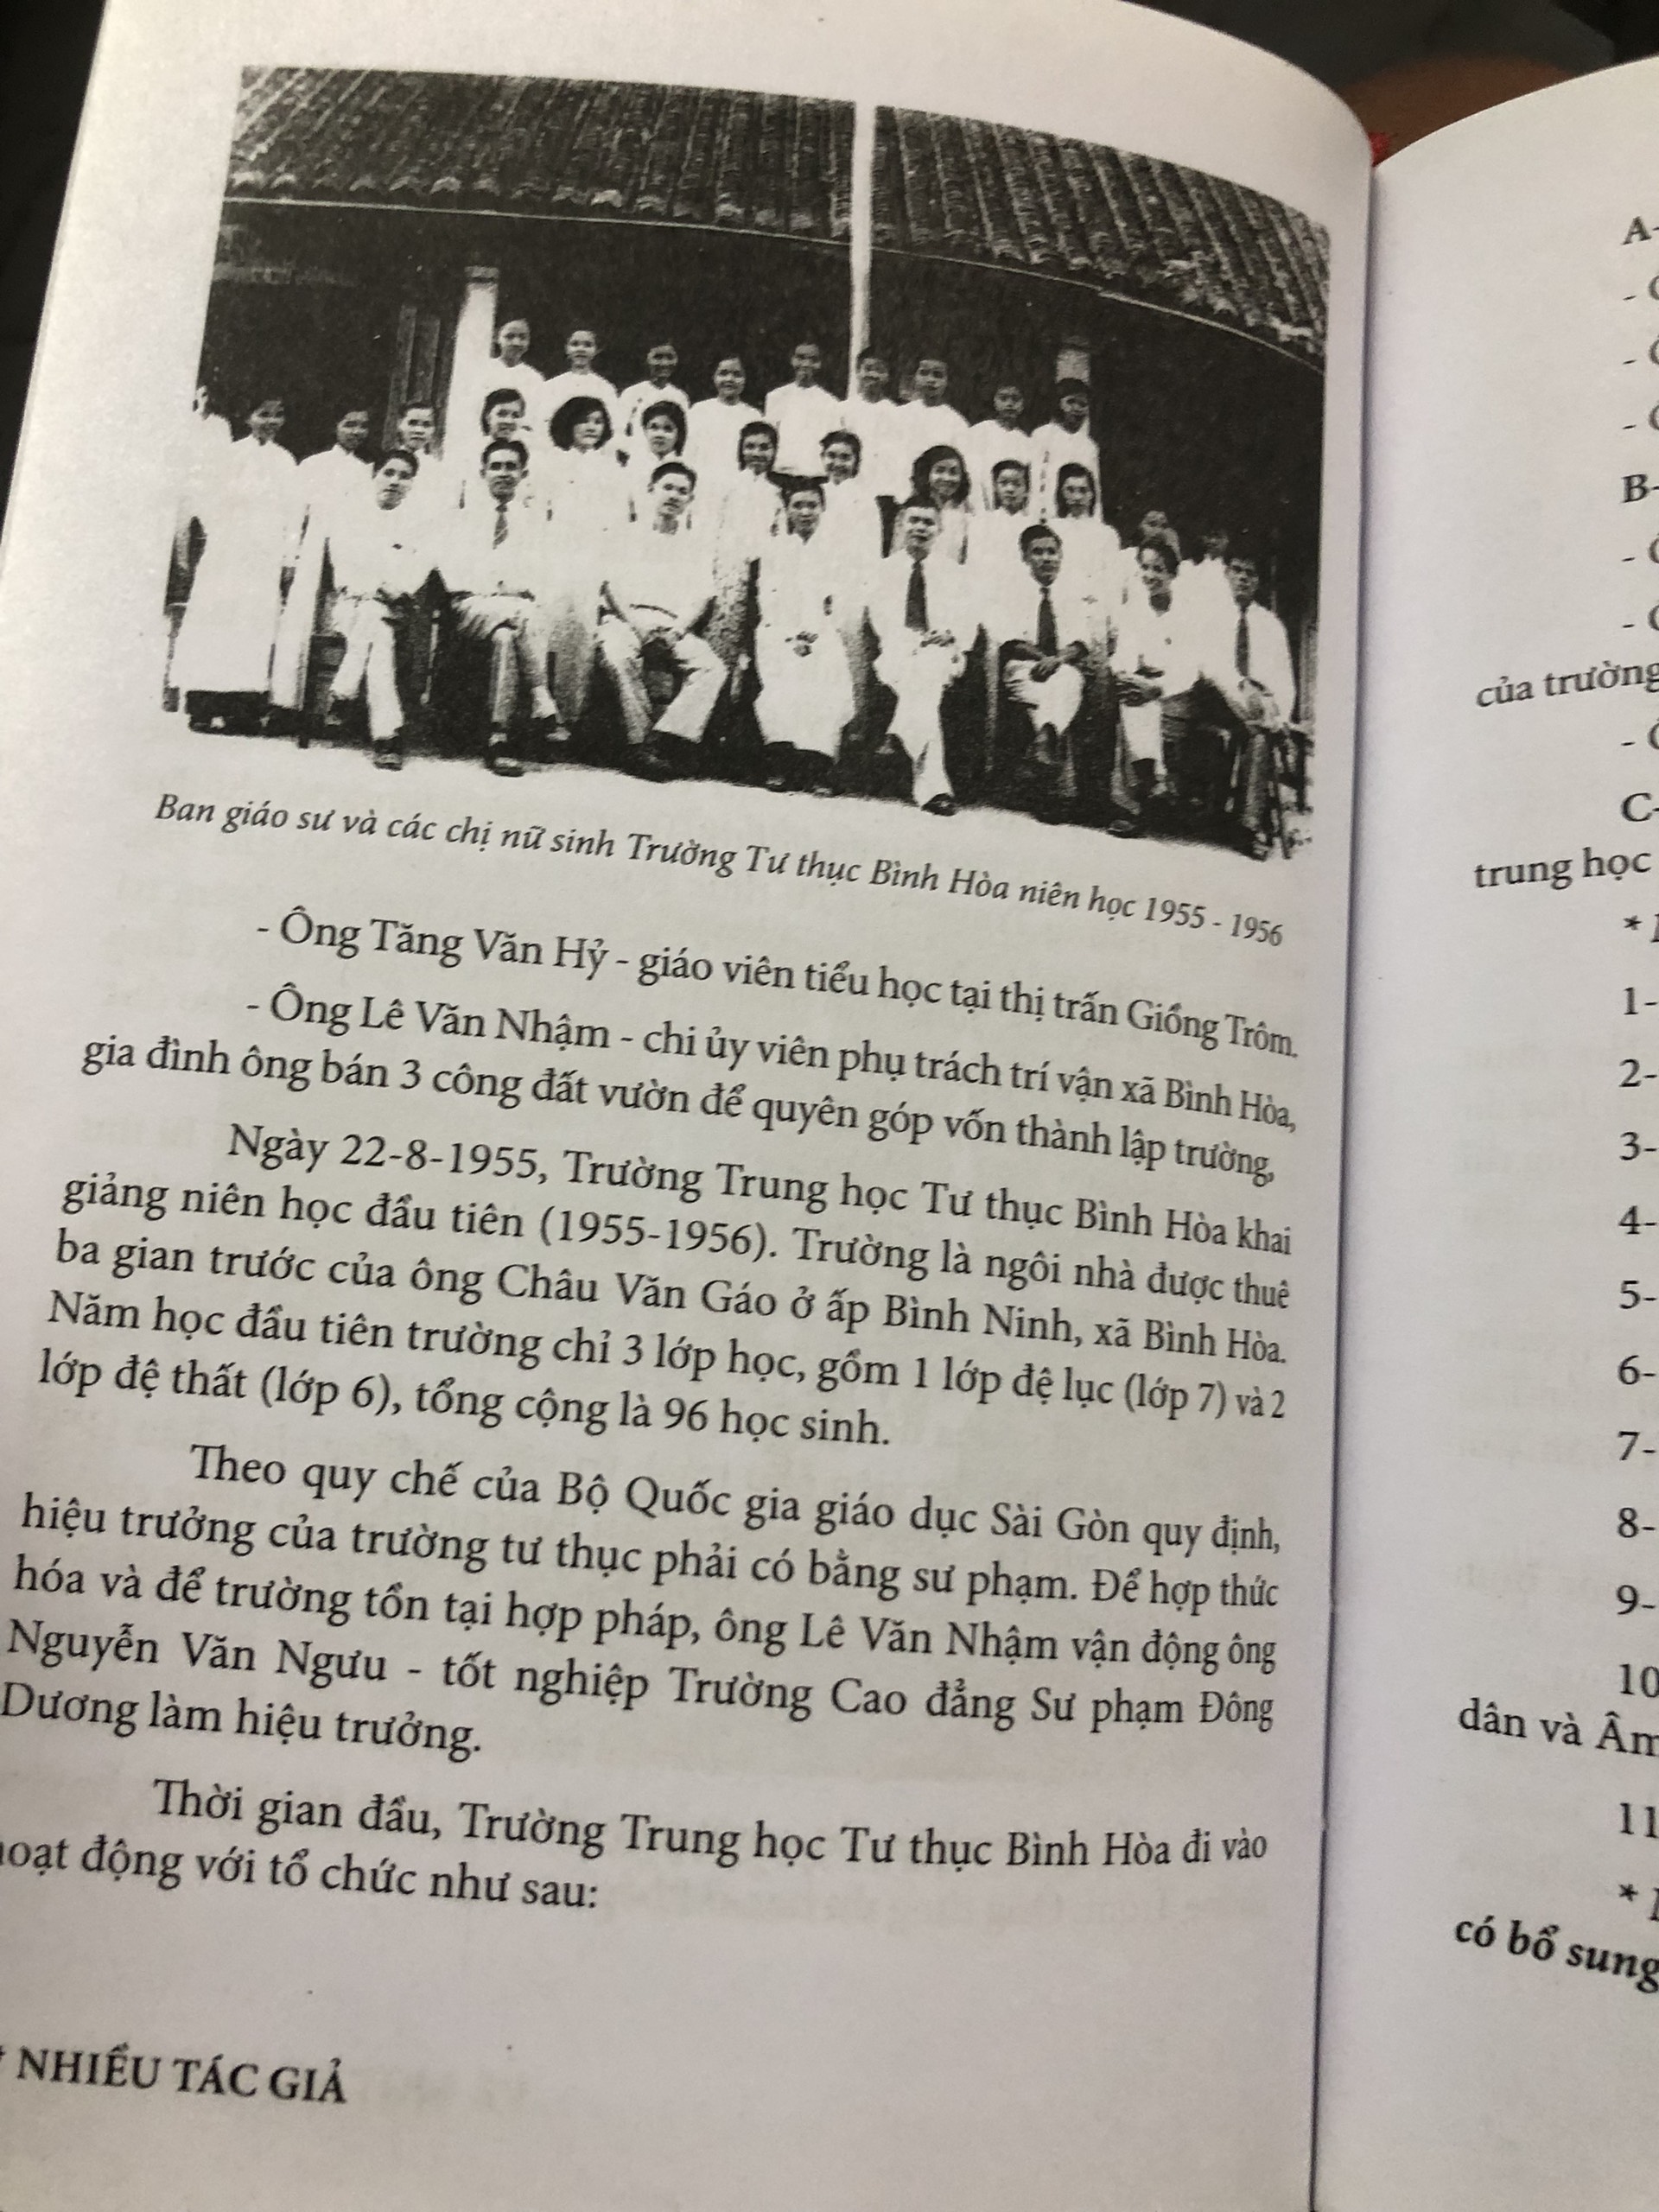 Ban giáo sư và các chị nữ sinh Trường Tư thục Bình Hòa niên học 1955 - 1956
- Ông Tăng Văn Hỷ - giáo viên tiểu học tại thị trấn Giồng Trôm.
- Ông Lê Văn Nhậm - chi ủy viên phụ trách trí vận xã Bình Hòa,
gia đình ông bán 3 công đất vườn để quyên góp vốn thành lập trường,
Ngày 22-8-1955, Trường Trung học Tư thục Bình Hòa khai
giảng niên học đầu tiên (1955-1956). Trường là ngôi nhà được thuê
ba gian trước của ông Châu Văn Gáo ở ấp Bình Ninh, xã Bình Hòa.
Năm học đầu tiên trường chỉ 3 lớp học, gồm 1 lớp đệ lục (lớp 7) và 2
lớp đệ thất (lớp 6), tổng cộng là 96 học sinh.
Theo quy chế của Bộ Quốc gia giáo dục Sài Gòn quy định,
hiệu trưởng của trường tư thục phải có bằng sư phạm. Để hợp thức
hóa và để trường tồn tại hợp pháp, ông Lê Văn Nhậm vận động ông
Nguyễn Văn Ngưu - tốt nghiệp Trường Cao đẳng Sư phạm Đông
Dương làm hiệu trưởng.
Thời gian đầu, Trường Trung học Tư thục Bình Hòa đi vào
hoạt động với tổ chức như sau:
NHIỀU TÁC GIẢ
A-
-
-
-
B-
-
-
của trường
-
C-
trung học
*
1-
2-
3-
4-
5-
6-
7-
8-
9-
10
dân và Âm
11
*
có bổ sung